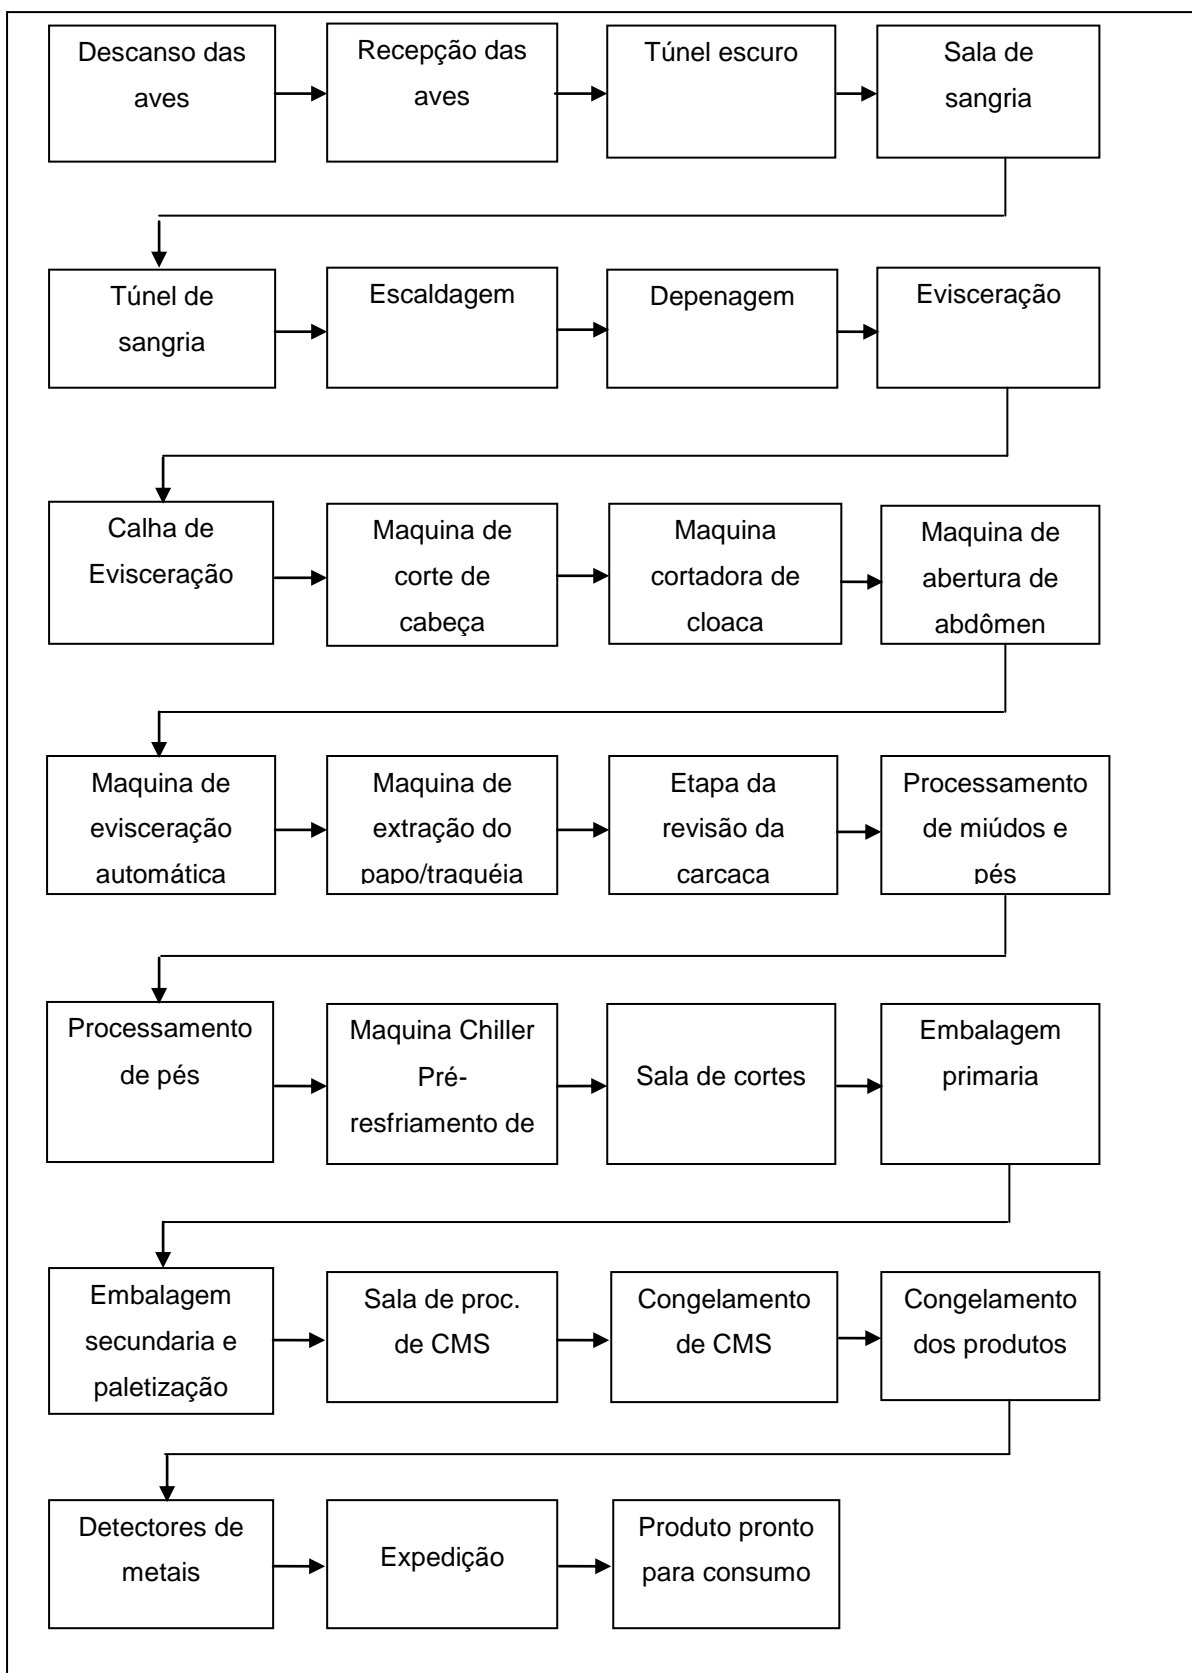 Descanso das
aves
Recepção das
aves
Túnel escuro
Sala de
sangria
Túnel de
sangria
Escaldagem
Depenagem
Evisceração
Calha de
Evisceração
Maquina de
corte de
cabeça
Maquina
cortadora de
cloaca
Maquina de
abertura de
abdômen
Maquina de
evisceração
automática
Maquina de
extração do
papo/traquéia
Etapa da
revisão da
carcaca
Processamento
de miúdos e
pés
Processamento
de pés
Maquina Chiller
Pré-
resfriamento de
Sala de cortes
Embalagem
primaria
Embalagem
secundaria e
paletização
Sala de proc.
de CMS
Congelamento
de CMS
Congelamento
dos produtos
Detectores de
metais
Expedição
Produto pronto
para consumo